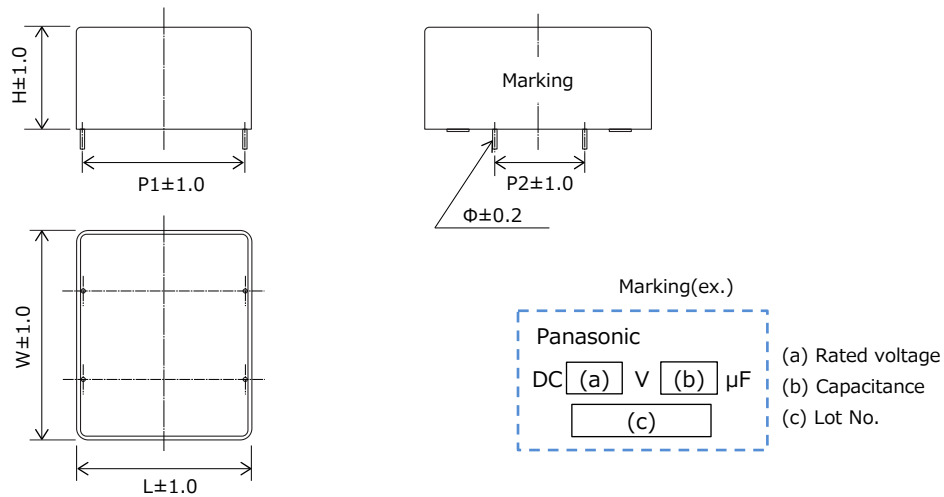 H±1.0
P1±1.0
Marking
P2±1.0
Φ±0.2
W±1.0
L±1.0
Marking(ex.)
Panasonic
DC (a) V (b) µF
(c)
(a) Rated voltage
(b) Capacitance
(c) Lot No.